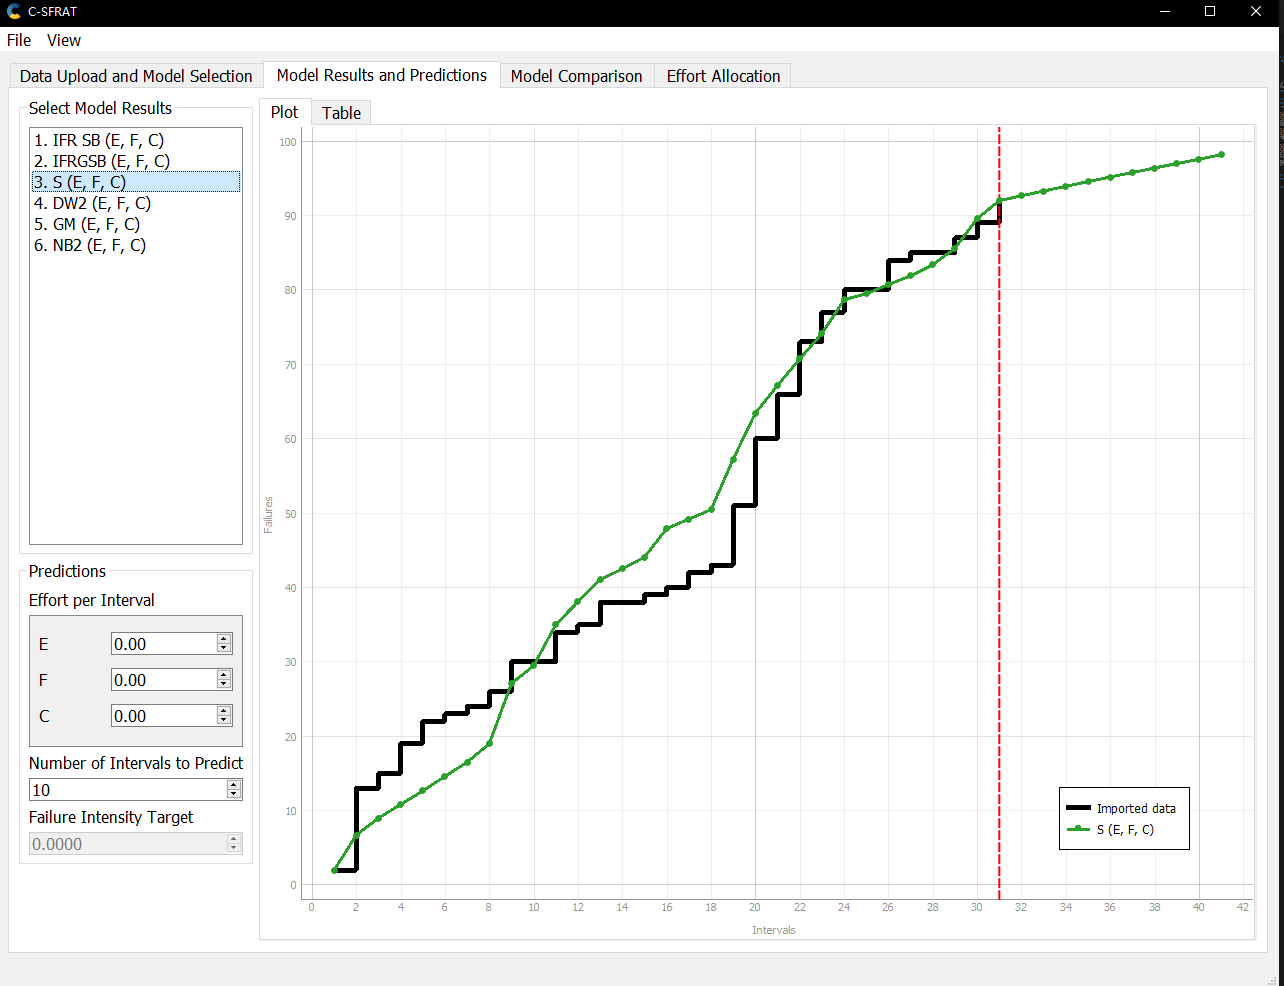 C-SFRAT
File View
Data Upload and Model Selection Model Results and Predictions Model Comparison Effort Allocation
Select Model Results
1. IFR SB (E, F, C)
2. IFRGSB (E, F, C)
3. S (E, F, C)
4. DW2 (E, F, C)
5. GM (E, F, C)
6. NB2 (E, F, C)
Predictions
Effort per Interval
E 0.00
F 0.00
C 0.00
Number of Intervals to Predict
10
Failure Intensity Target
0.0000
Plot Table
100
90
80
70
60
50
40
30
20
10
0
Failures
0 2 4 6 8 10 12 14 16 18 20 22 24 26 28 30 32 34 36 38 40 42
Intervals
Imported data
S (E, F, C)